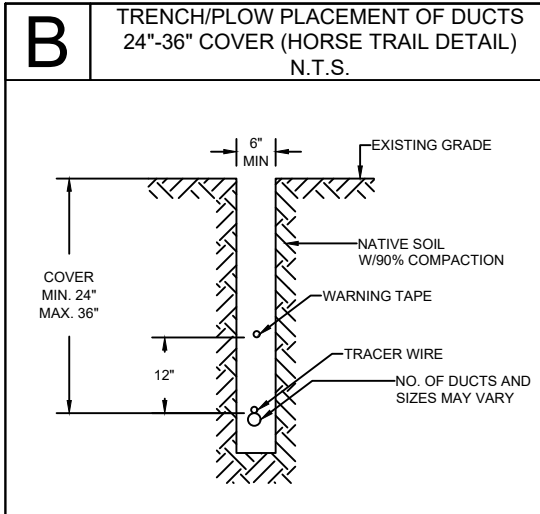 B
TRENCH/PLOW PLACEMENT OF DUCTS
24"-36" COVER (HORSE TRAIL DETAIL)
N.T.S.
6"
MIN
EXISTING GRADE
NATIVE SOIL
W/90% COMPACTION
COVER
MIN. 24"
MAX. 36"
WARNING TAPE
12"
TRACER WIRE
NO. OF DUCTS AND
SIZES MAY VARY